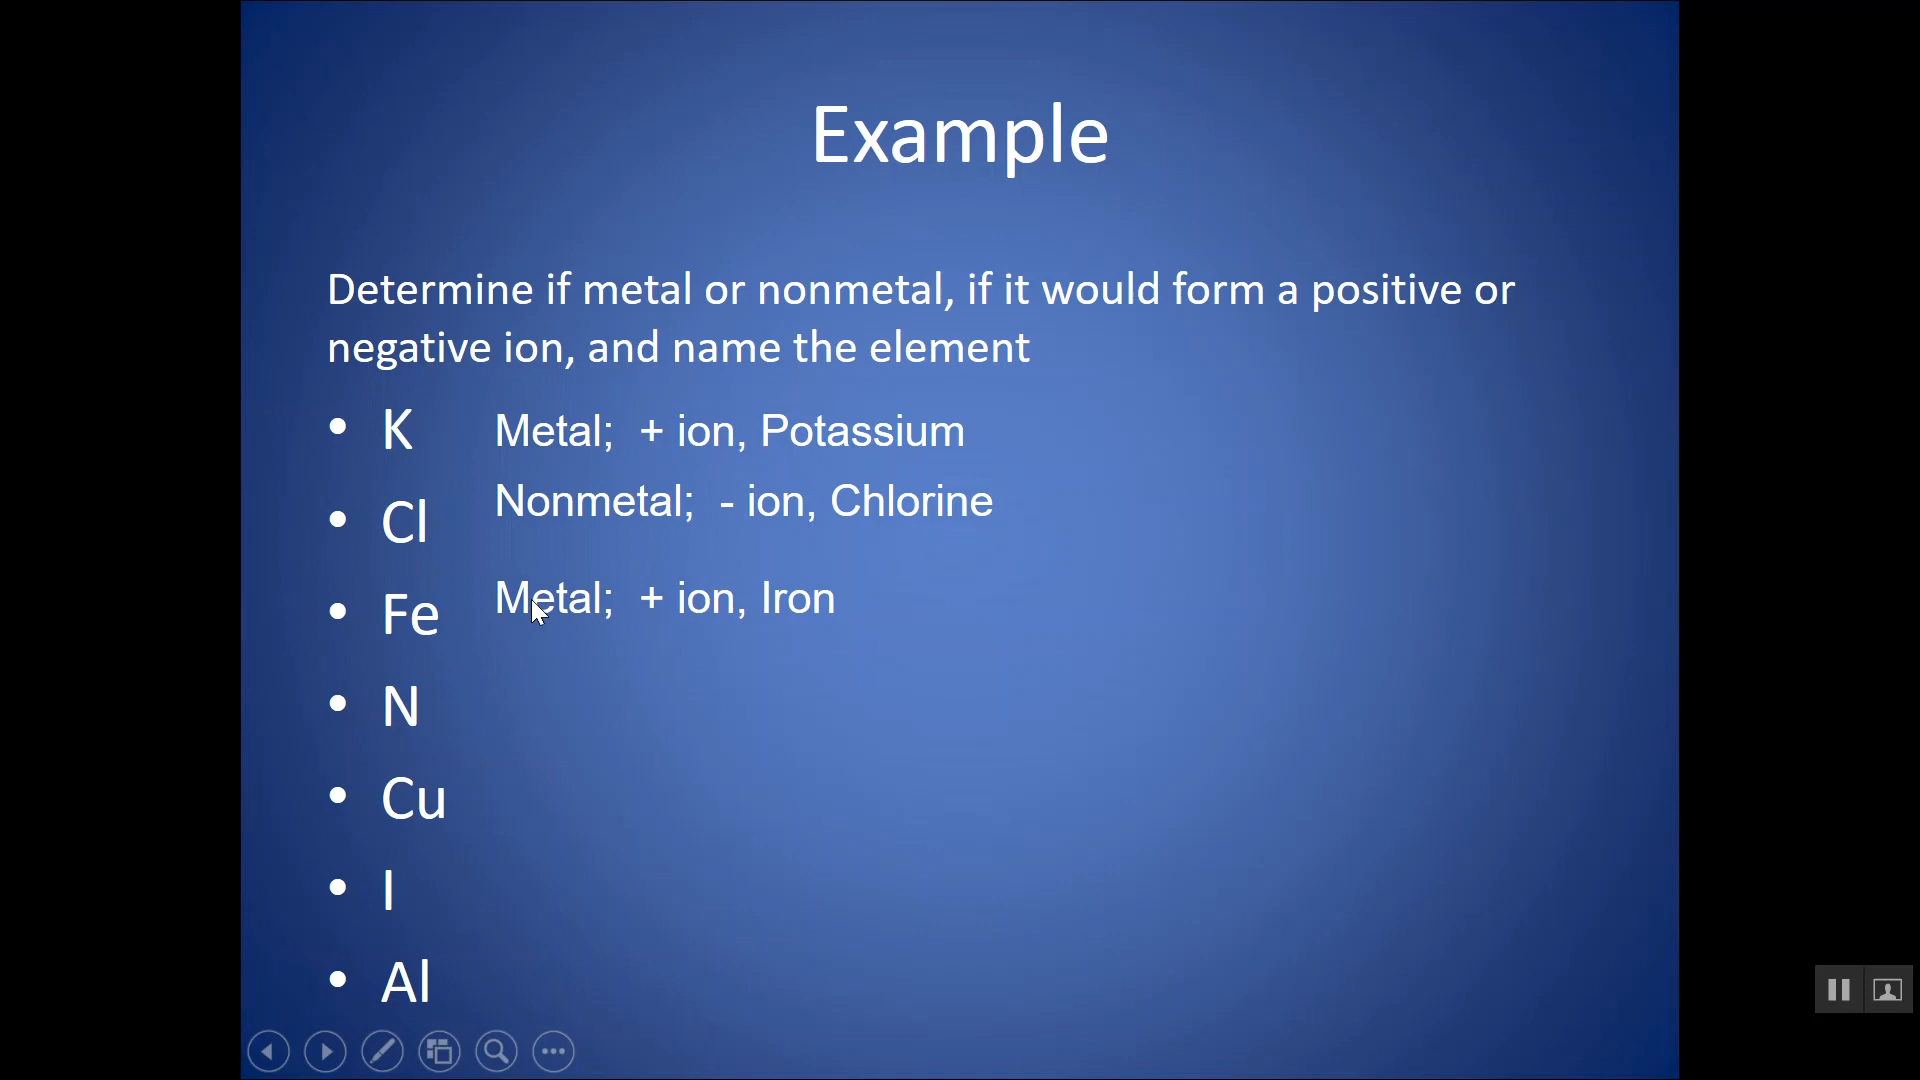 Example
Determine if metal or nonmetal, if it would form a positive or
negative ion, and name the element
• K Metal; + ion, Potassium
• Cl Nonmetal; - ion, Chlorine
• Fe Metal; + ion, Iron
• N
• Cu
• I
• Al